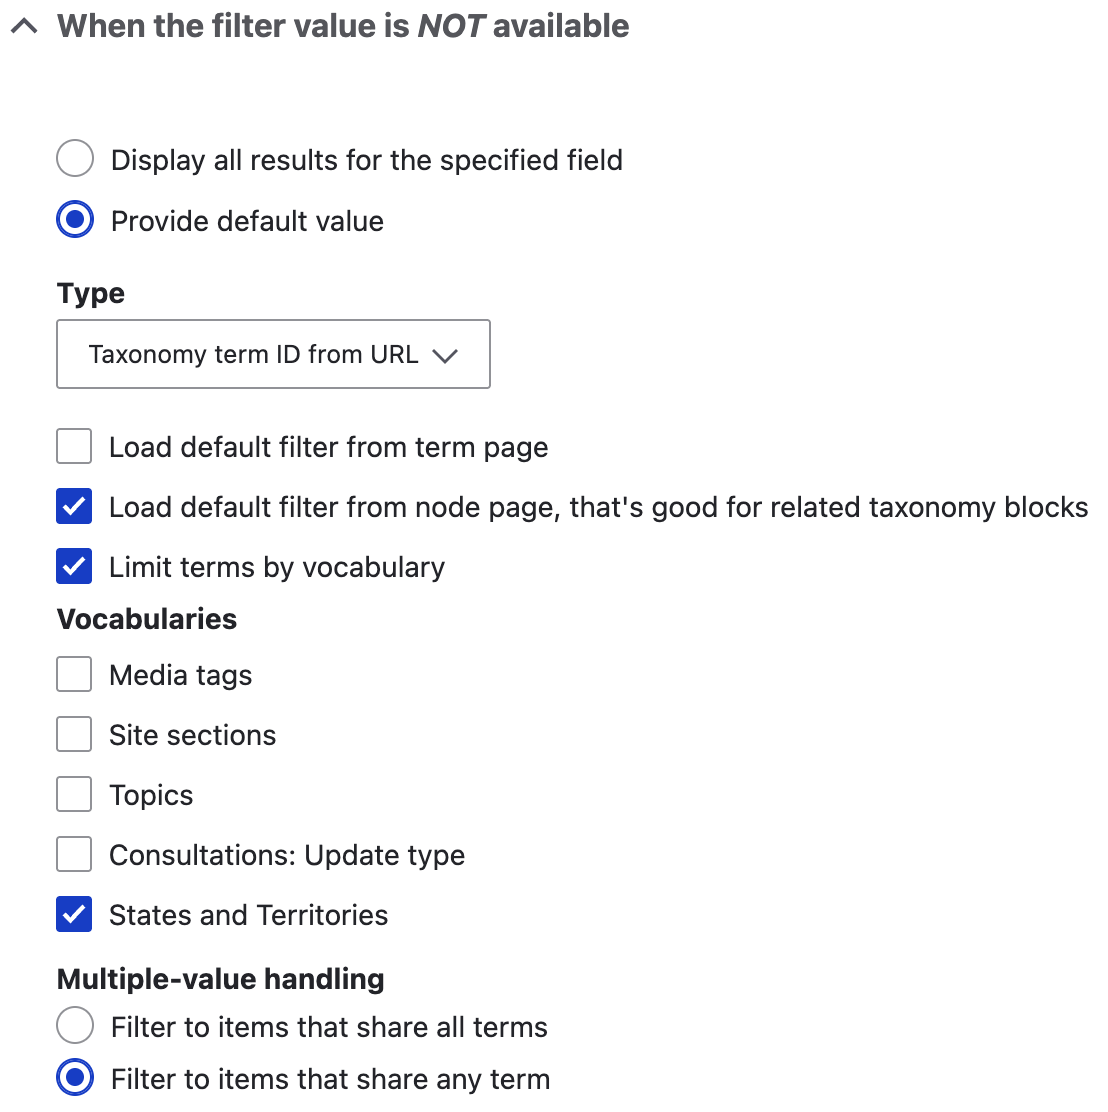 When the filter value is NOT available
Display all results for the specified field
Provide default value
Type
Taxonomy term ID from URL
Load default filter from term page
Load default filter from node page, that's good for related taxonomy blocks
Limit terms by vocabulary
Vocabularies
Media tags
Site sections
Topics
Consultations: Update type
States and Territories
Multiple-value handling
Filter to items that share all terms
Filter to items that share any term